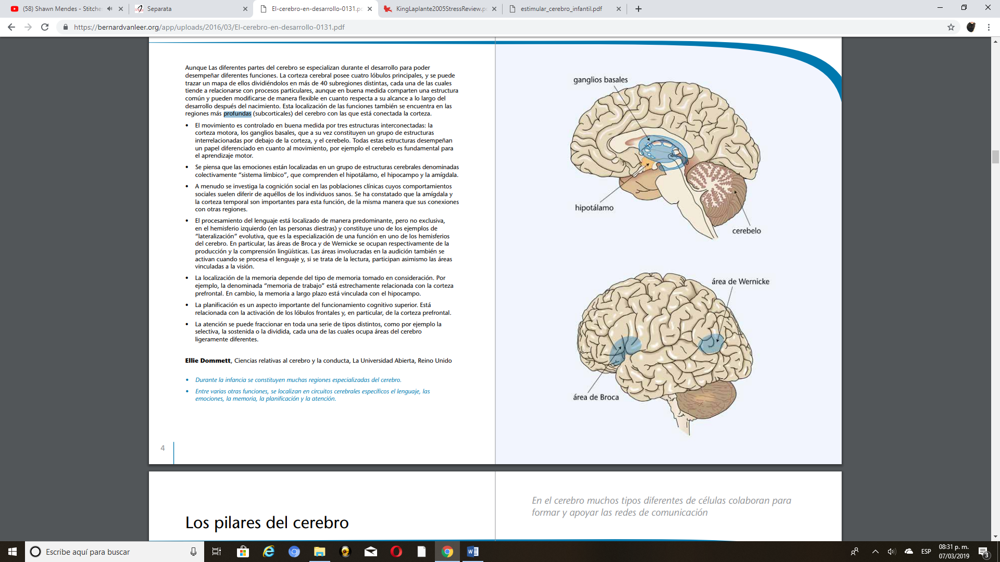 (58) Shawn Mendes - Stitches
Separata
El-cerebro-en-desarrollo-0131.pd
KingLaplante2005StressReview.p
estimular_cerebro_infantil.pdf
https://bernardvanleer.org/app/uploads/2016/03/El-cerebro-en-desarrollo-0131.pdf
Aunque Las diferentes partes del cerebro se especializan durante el desarrollo para poder
desempeñar diferentes funciones. La corteza cerebral posee cuatro lóbulos principales, y se puede
trazar un mapa de ellos dividiéndolos en más de 40 subregiones distintas, cada una de las cuales
tiende a relacionarse con procesos particulares, aunque en buena medida comparten una estructura
común y pueden modificarse de manera flexible en cuanto respecta a su alcance a lo largo del
desarrollo después del nacimiento. Esta localización de las funciones también se encuentra en las
regiones más profundas (subcorticales) del cerebro con las que está conectada la corteza.
• El movimiento es controlado en buena medida por tres estructuras interconectadas: la
corteza motora, los ganglios basales, que a su vez constituyen un grupo de estructuras
interrelacionadas por debajo de la corteza, y el cerebelo. Todas estas estructuras desempeñan
un papel diferenciado en cuanto al movimiento, por ejemplo el cerebelo es fundamental para
el aprendizaje motor.
• Se piensa que las emociones están localizadas en un grupo de estructuras cerebrales denominadas
colectivamente “sistema límbico”, que comprenden el hipotálamo, el hipocampo y la amígdala.
• A menudo se investiga la cognición social en las poblaciones clínicas cuyos comportamientos
sociales suelen diferir de aquéllos de los individuos sanos. Se ha constatado que la amígdala y
la corteza temporal son importantes para esta función, de la misma manera que sus conexiones
con otras regiones.
• El procesamiento del lenguaje está localizado de manera predominante, pero no exclusiva,
en el hemisferio izquierdo (en las personas diestras) y constituye uno de los ejemplos de
“lateralización” evolutiva, que es la especialización de una función en uno de los hemisferios
del cerebro. En particular, las áreas de Broca y de Wernicke se ocupan respectivamente de la
producción y la comprensión lingüísticas. Las áreas involucradas en la audición también se
activan cuando se procesa el lenguaje y, si se trata de la lectura, participan asimismo las áreas
vinculadas a la visión.
• La localización de la memoria depende del tipo de memoria tomado en consideración. Por
ejemplo, la denominada “memoria de trabajo” está estrechamente relacionada con la corteza
prefrontal. En cambio, la memoria a largo plazo está vinculada con el hipocampo.
• La planificación es un aspecto importante del funcionamiento cognitivo superior. Está
relacionada con la activación de los lóbulos frontales y, en particular, de la corteza prefrontal.
• La atención se puede fraccionar en toda una serie de tipos distintos, como por ejemplo la
selectiva, la sostenida o la dividida, cada una de las cuales ocupa áreas del cerebro
ligeramente diferentes.
Ellie Dommett, Ciencias relativas al cerebro y la conducta, La Universidad Abierta, Reino Unido
• Durante la infancia se constituyen muchas regiones especializadas del cerebro.
• Entre varias otras funciones, se localizan en circuitos cerebrales específicos el lenguaje, las
emociones, la memoria, la planificación y la atención.
4
ganglios basales
hipotálamo
cerebelo
área de Wernicke
área de Broca
Los pilares del cerebro
En el cerebro muchos tipos diferentes de células colaboran para
formar y apoyar las redes de comunicación
Escribe aquí para buscar
ESP
08:31 p. m.
07/03/2019
3